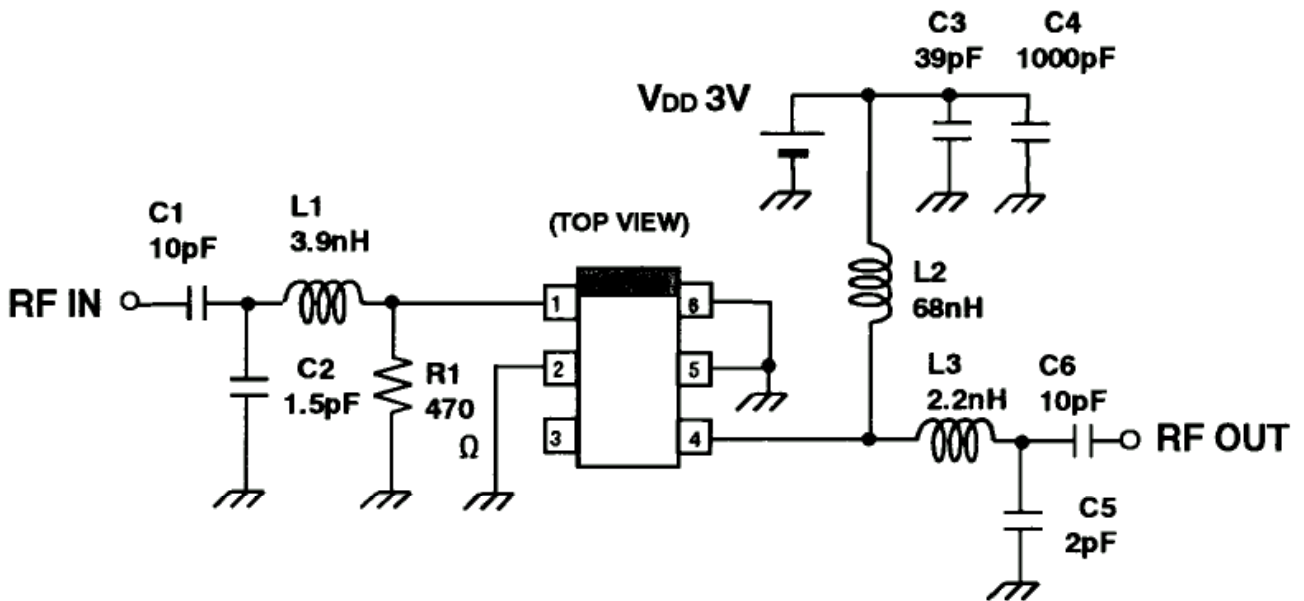 C3
39pF
C4
1000pF
VDD 3V
C1
10pF
L1
3.9nH
(TOP VIEW)
L2
68nH
RF IN
1
6
C2
1.5pF
R1
470
Ω
2
5
L3
2.2nH
C6
10pF
3
4
RF OUT
C5
2pF